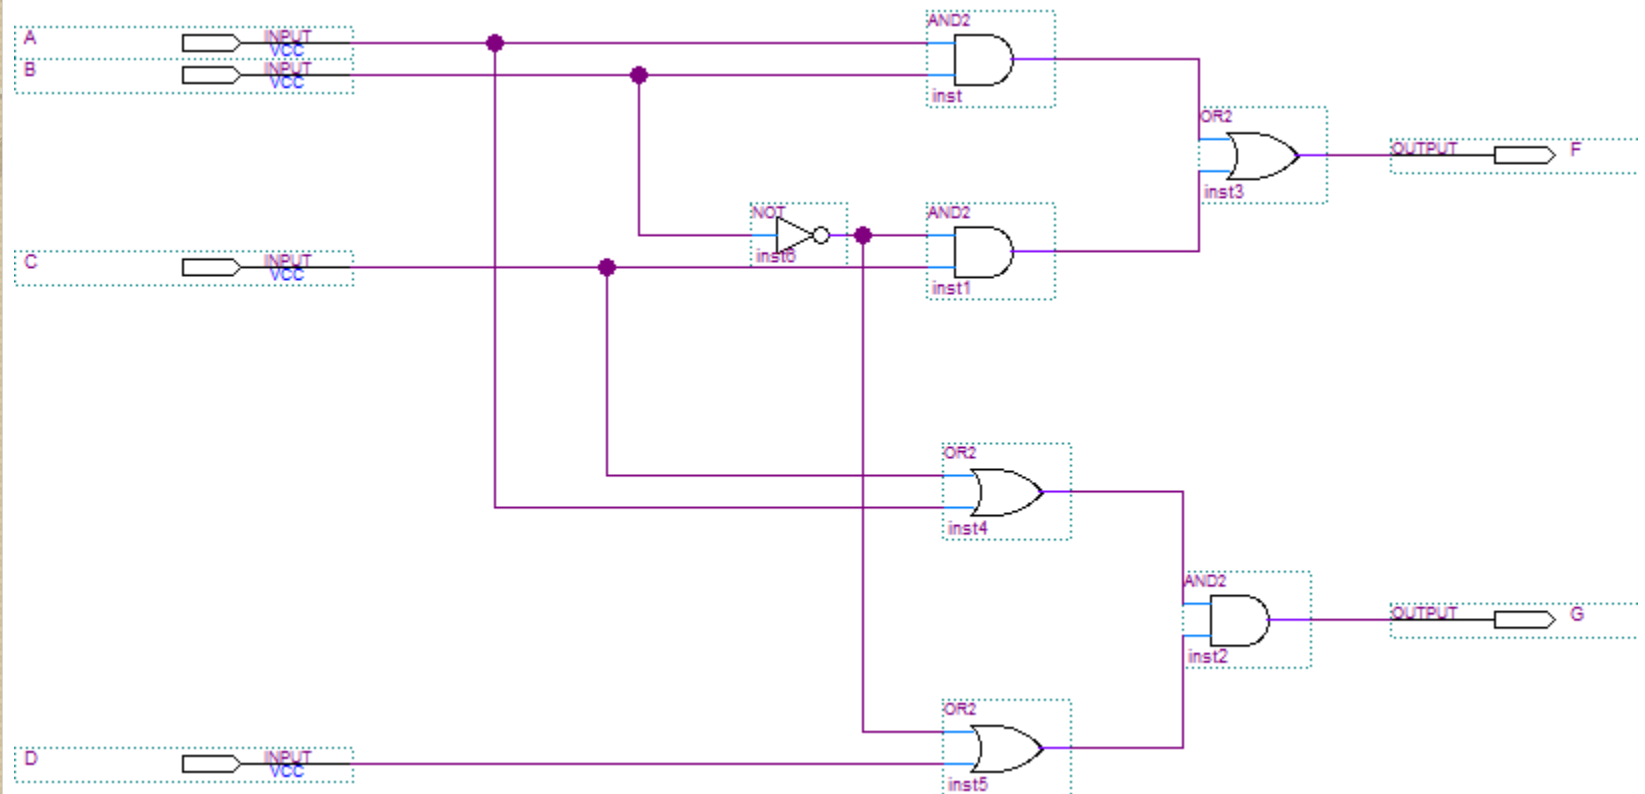 A INPUT
VCC
B INPUT
VCC
AND2
inst
OR2
inst3
OUTPUT F
NOT
inst6
AND2
inst1
C INPUT
VCC
OR2
inst4
AND2
inst2
OUTPUT G
OR2
inst5
D INPUT
VCC